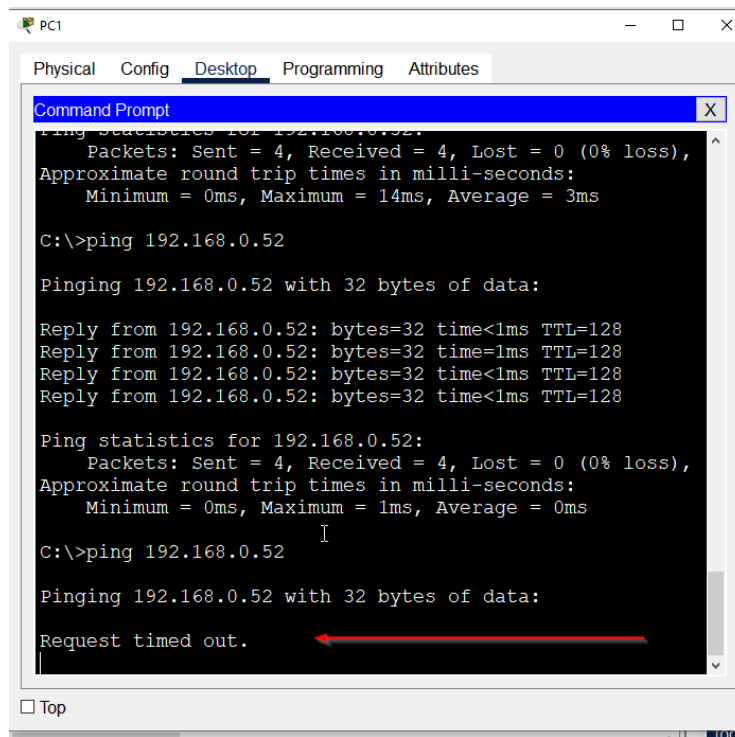 PC1
Physical Config Desktop Programming Attributes
Command Prompt X
Ping statistics for 192.168.0.52:
Packets: Sent = 4, Received = 4, Lost = 0 (0% loss),
Approximate round trip times in milli-seconds:
Minimum = 0ms, Maximum = 14ms, Average = 3ms
C:\>ping 192.168.0.52
Pinging 192.168.0.52 with 32 bytes of data:
Reply from 192.168.0.52: bytes=32 time<1ms TTL=128
Reply from 192.168.0.52: bytes=32 time=1ms TTL=128
Reply from 192.168.0.52: bytes=32 time<1ms TTL=128
Reply from 192.168.0.52: bytes=32 time<1ms TTL=128
Ping statistics for 192.168.0.52:
Packets: Sent = 4, Received = 4, Lost = 0 (0% loss),
Approximate round trip times in milli-seconds:
Minimum = 0ms, Maximum = 1ms, Average = 0ms
C:\>ping 192.168.0.52
Pinging 192.168.0.52 with 32 bytes of data:
Request timed out.
Top